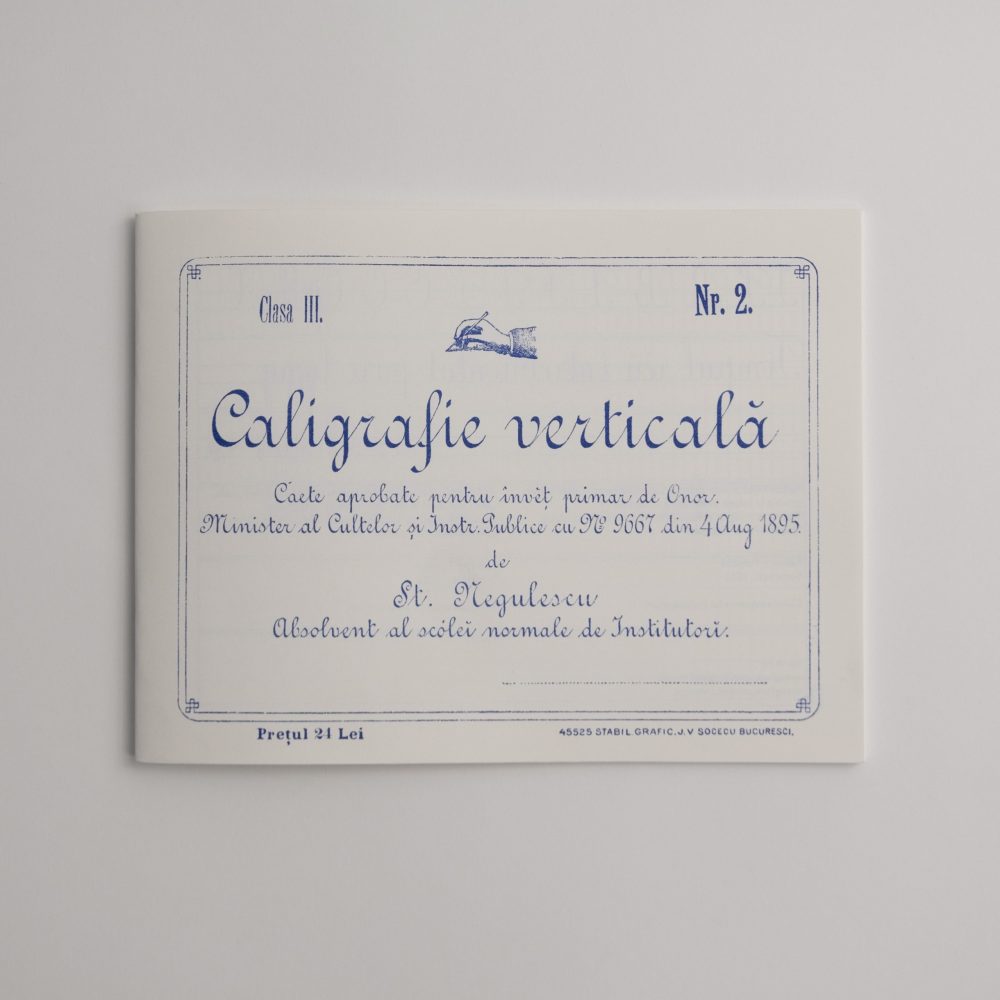 Clasa III.
Nr. 2.
Caligrafie verticală
Caete aprobate pentru învĕț primar de Onor.
Minister al Cultelor și Instr. Publice cu № 9667 din 4 Aug 1895.
de
St. Negulescu
Absolvent al scólei normale de Institutori.
Prețul 24 Lei
45525 STABIL. GRAFIC. J. V SOCECU BUCURESCI.